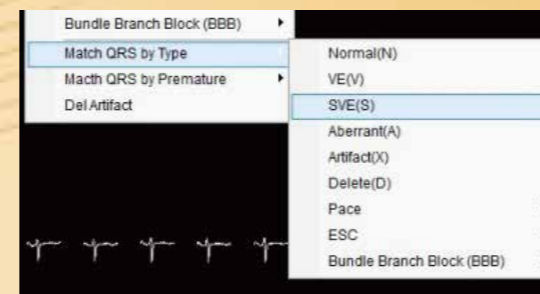 Bundle Branch Block (BBB)
Match QRS by Type
Macth QRS by Premature
Del Artifact
Normal(N)
VE(V)
SVE(S)
Aberrant(A)
Artifact(X)
Delete(D)
Pace
ESC
Bundle Branch Block (BBB)